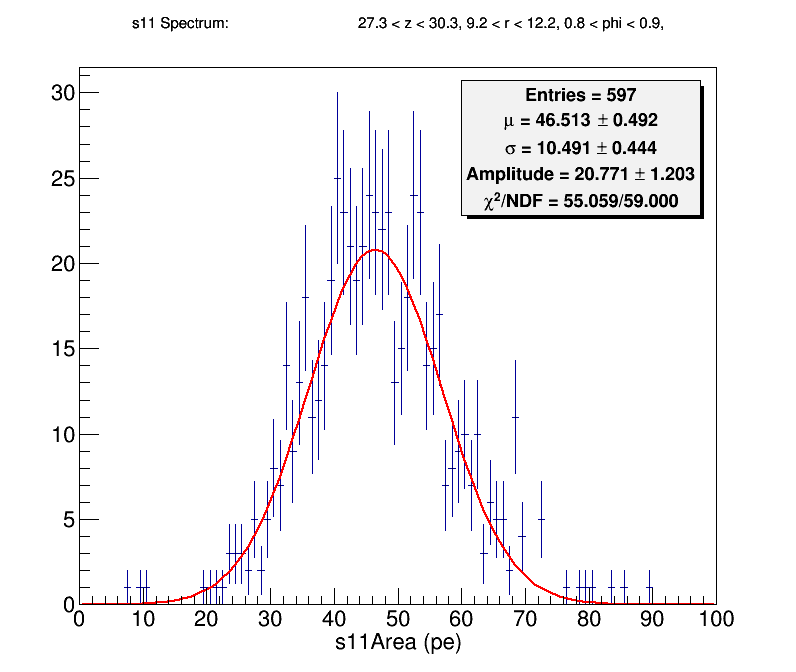 s11 Spectrum: 27.3 < z < 30.3, 9.2 < r < 12.2, 0.8 < phi < 0.9,
Entries = 597
μ = 46.513 ± 0.492
σ = 10.491 ± 0.444
Amplitude = 20.771 ± 1.203
χ²/NDF = 55.059/59.000
30
25
20
15
10
5
0
0 10 20 30 40 50 60 70 80 90 100
s11Area (pe)